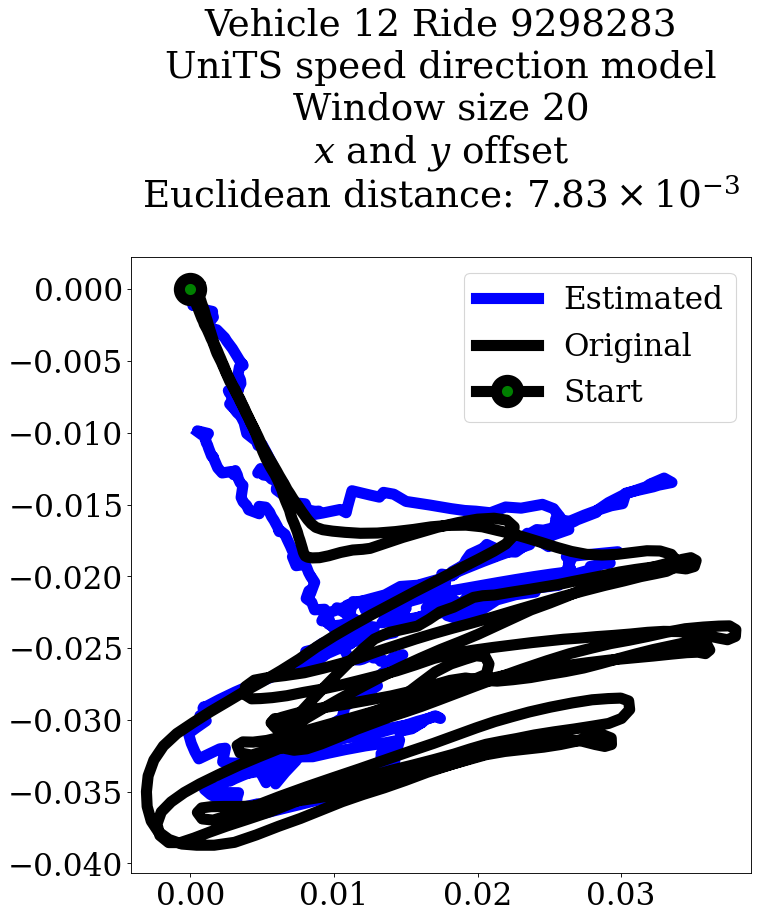 Vehicle 12 Ride 9298283
UniTS speed direction model
Window size 20
x and y offset
Euclidean distance: 7.83 × 10⁻³
Estimated
Original
Start
0.000
−0.005
−0.010
−0.015
−0.020
−0.025
−0.030
−0.035
−0.040
0.00 0.01 0.02 0.03